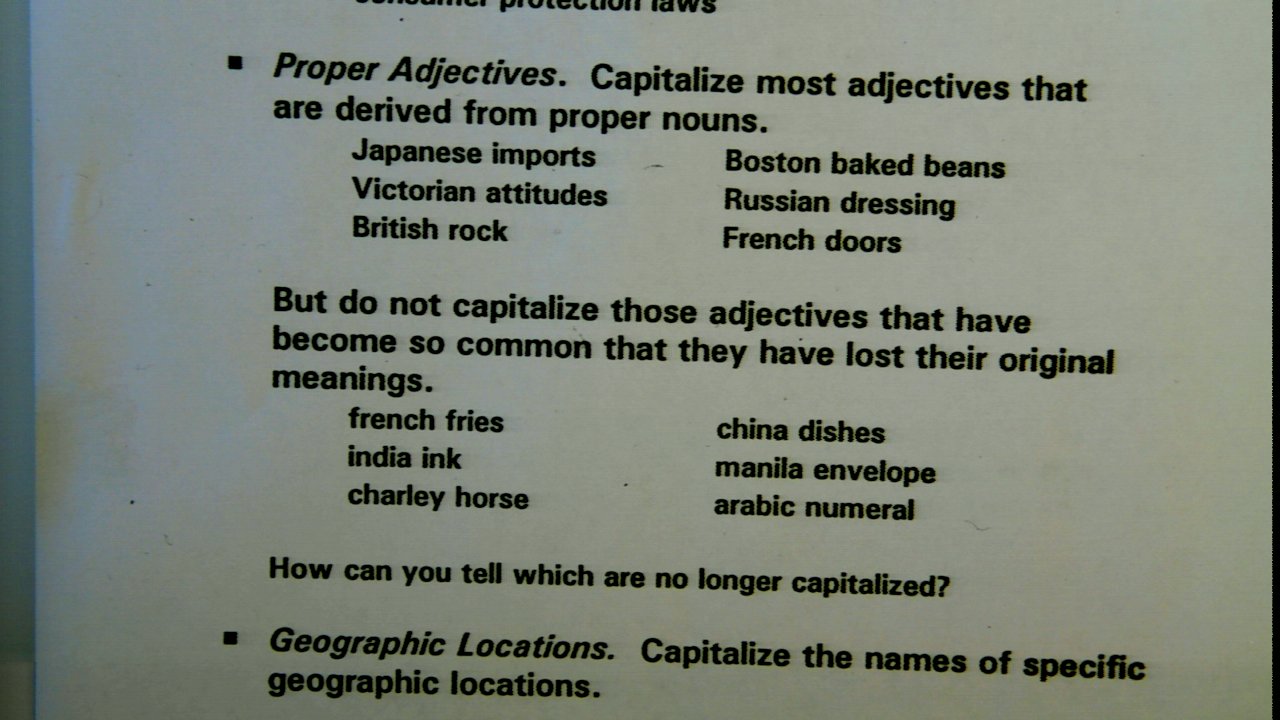 consumer protection laws
▪ Proper Adjectives. Capitalize most adjectives that
are derived from proper nouns.
Japanese imports Boston baked beans
Victorian attitudes Russian dressing
British rock French doors
But do not capitalize those adjectives that have
become so common that they have lost their original
meanings.
french fries china dishes
india ink manila envelope
charley horse arabic numeral
How can you tell which are no longer capitalized?
▪ Geographic Locations. Capitalize the names of specific
geographic locations.